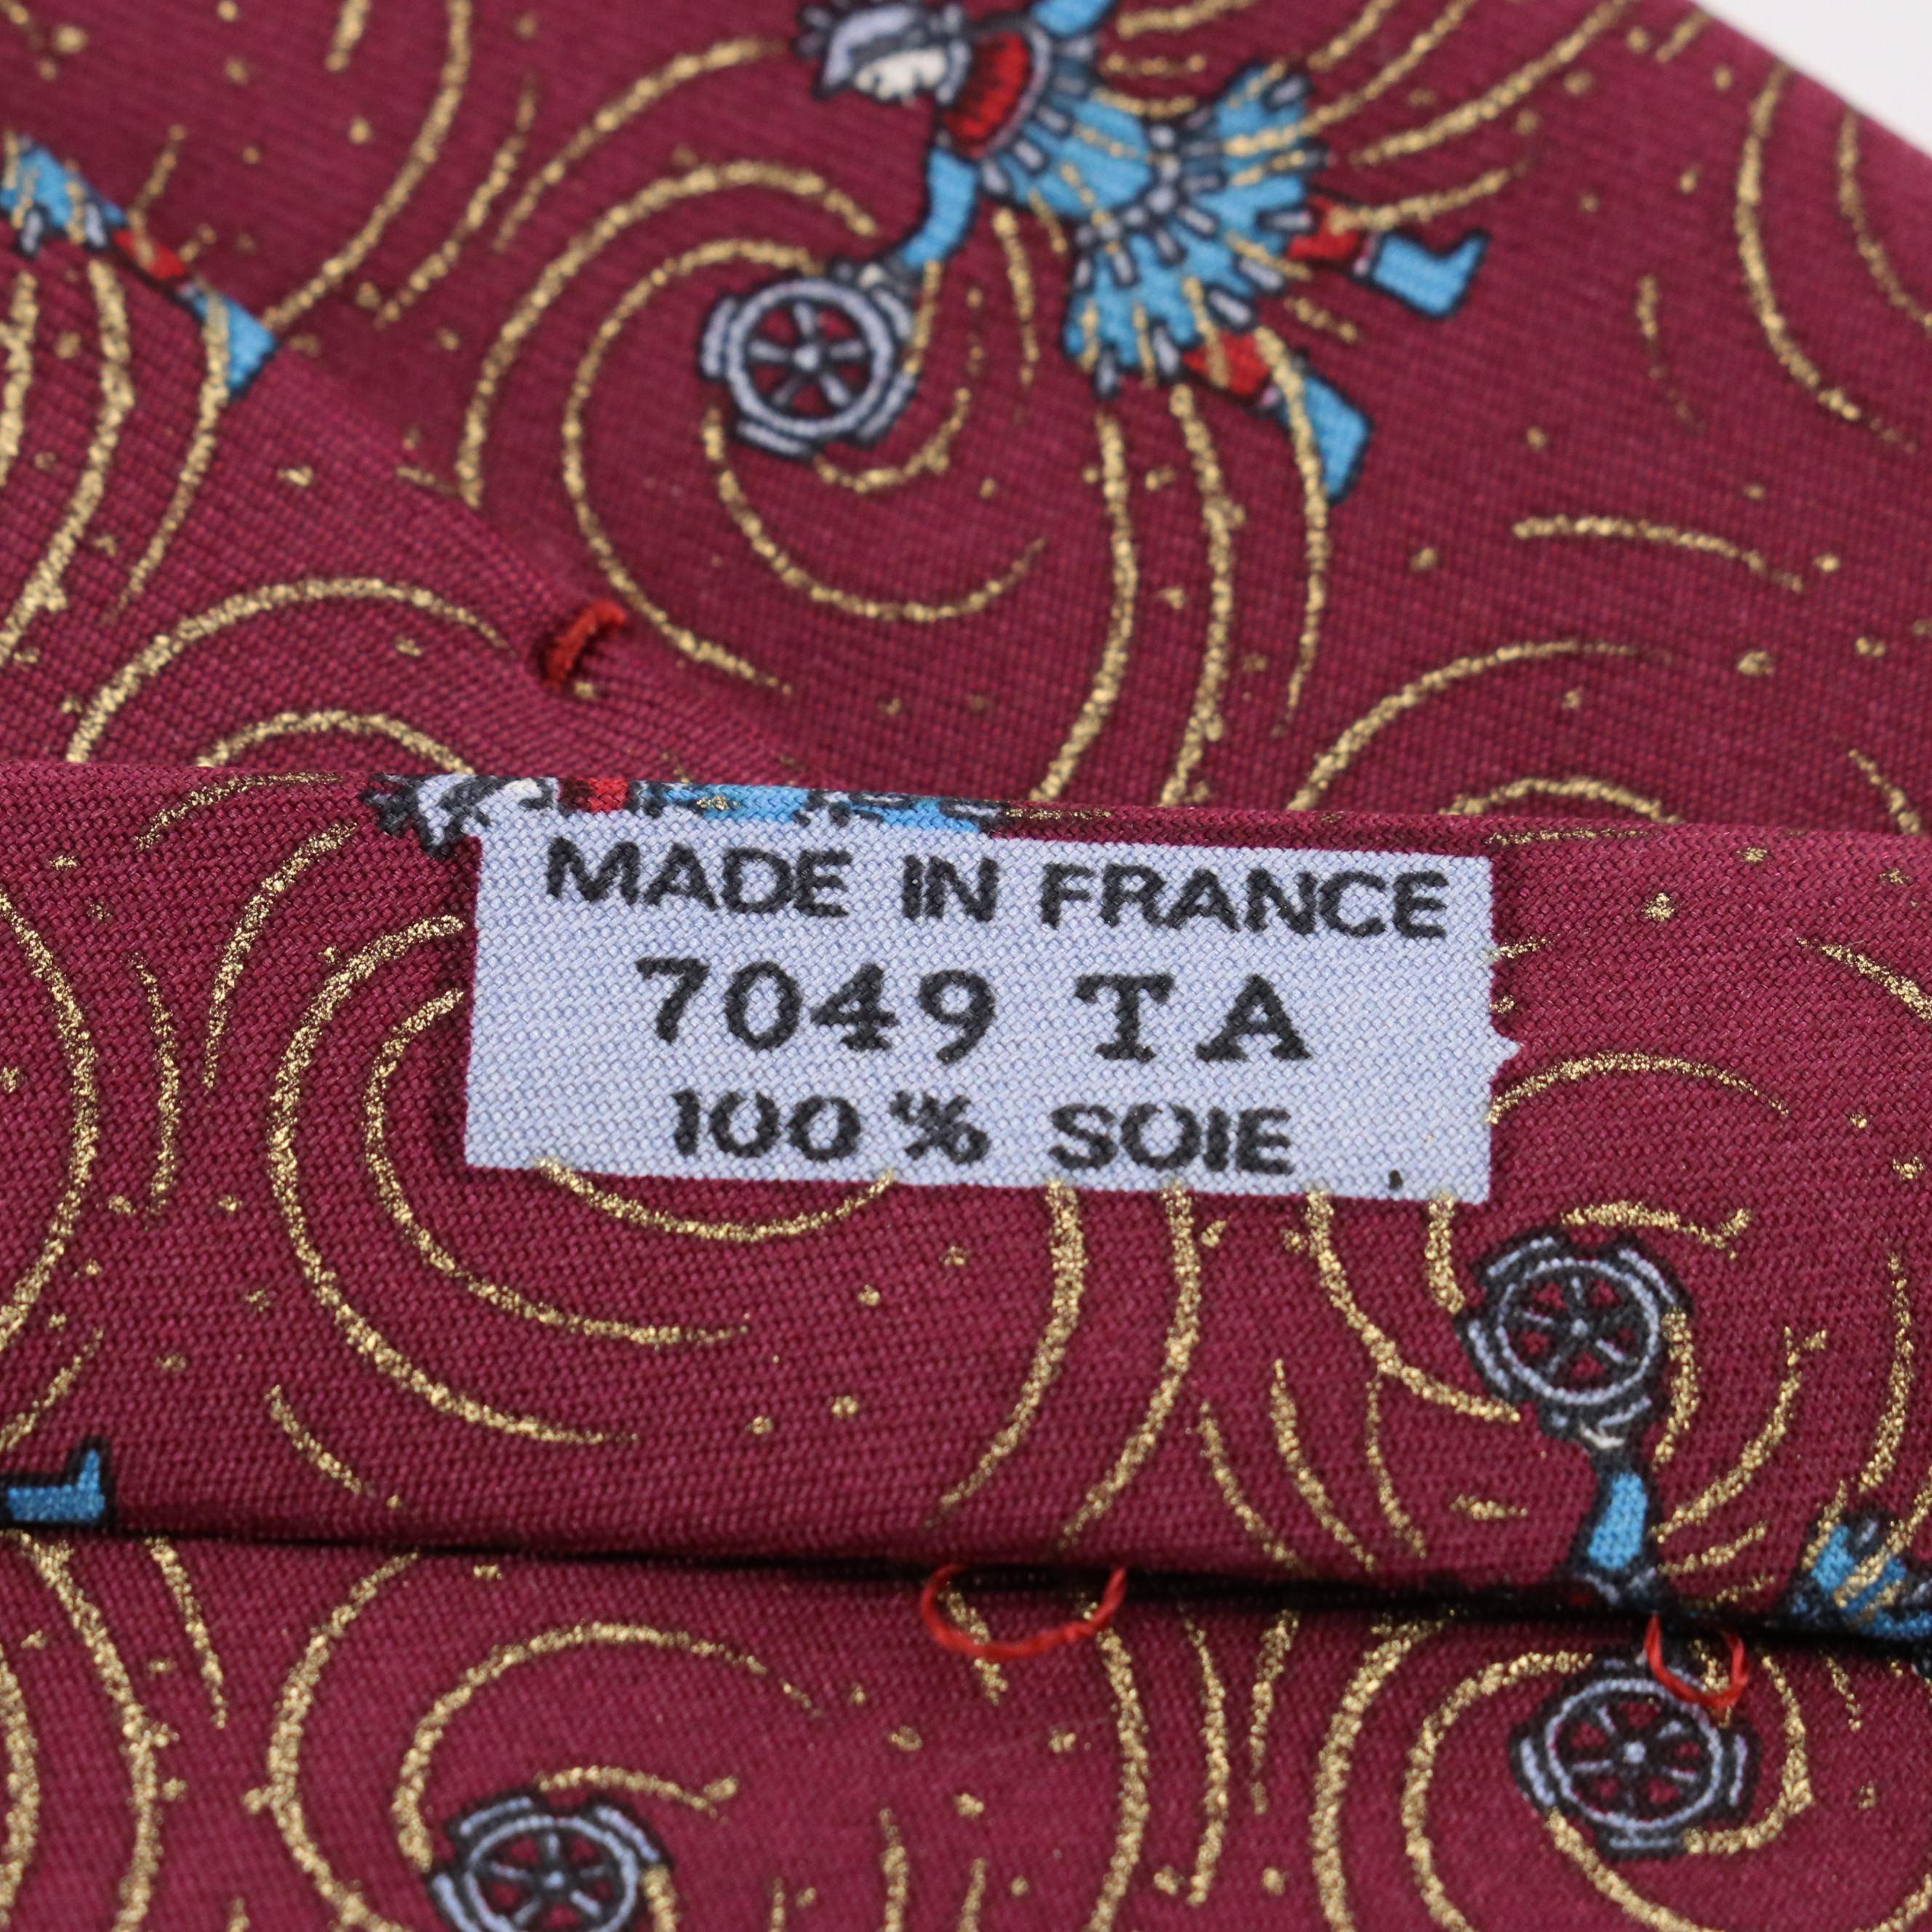 MADE IN FRANCE
7049 TA
100% SOIE